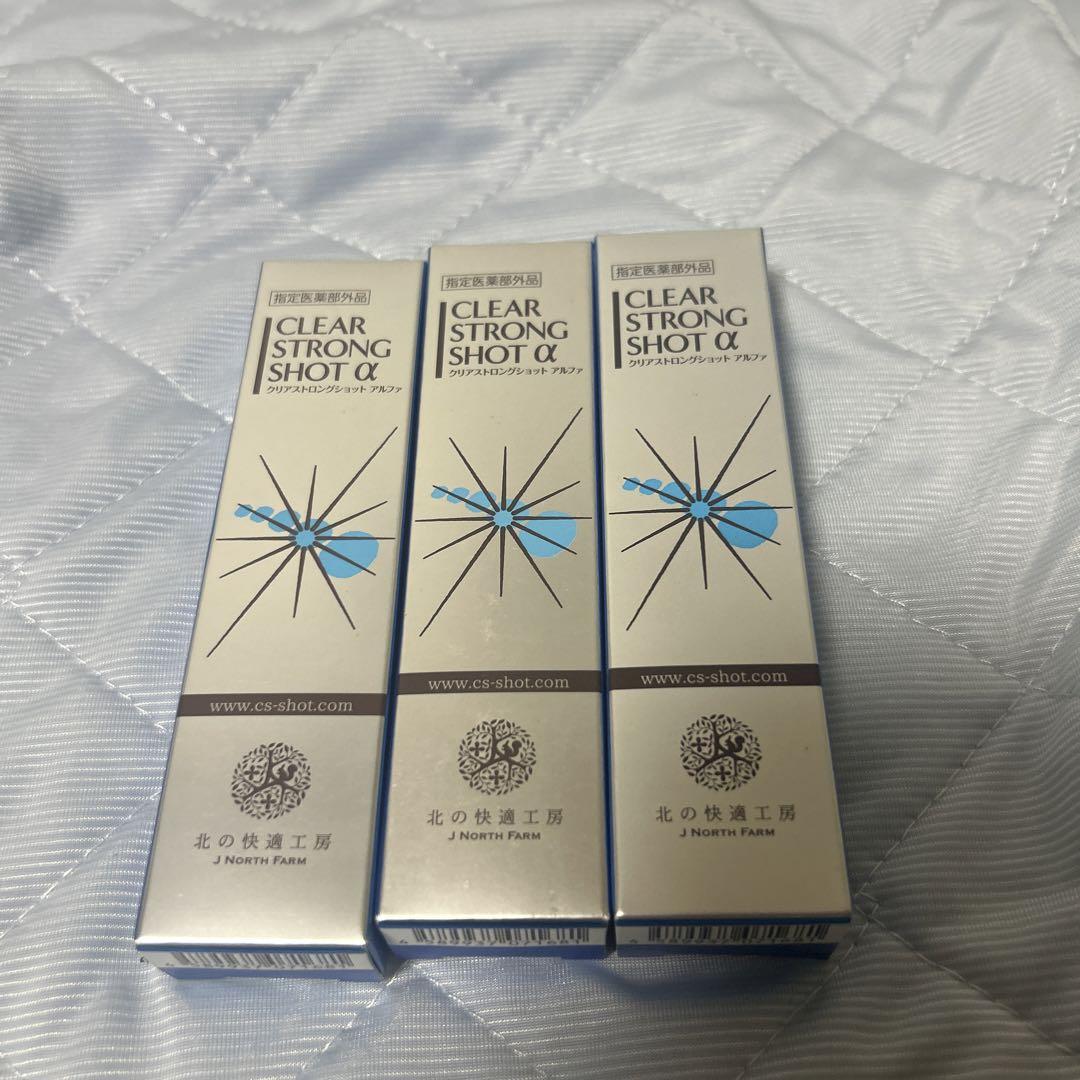 指定医薬部外品
CLEAR
STRONG
SHOT α
クリアストロングショット アルファ
www.cs-shot.com
北の快適工房
J NORTH FARM
指定医薬部外品
CLEAR
STRONG
SHOT α
クリアストロングショット アルファ
www.cs-shot.com
北の快適工房
J NORTH FARM
指定医薬部外品
CLEAR
STRONG
SHOT α
クリアストロングショット アルファ
www.cs-shot.com
北の快適工房
J NORTH FARM